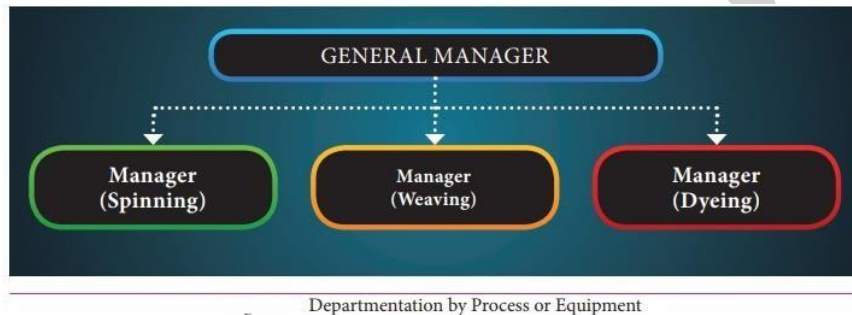 GENERAL MANAGER
Manager
(Spinning)
Manager
(Weaving)
Manager
(Dyeing)
Departmentation by Process or Equipment